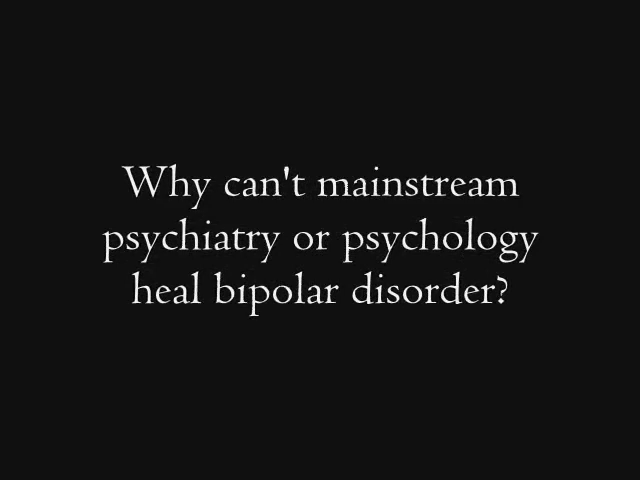 Why can't mainstream
psychiatry or psychology
heal bipolar disorder?